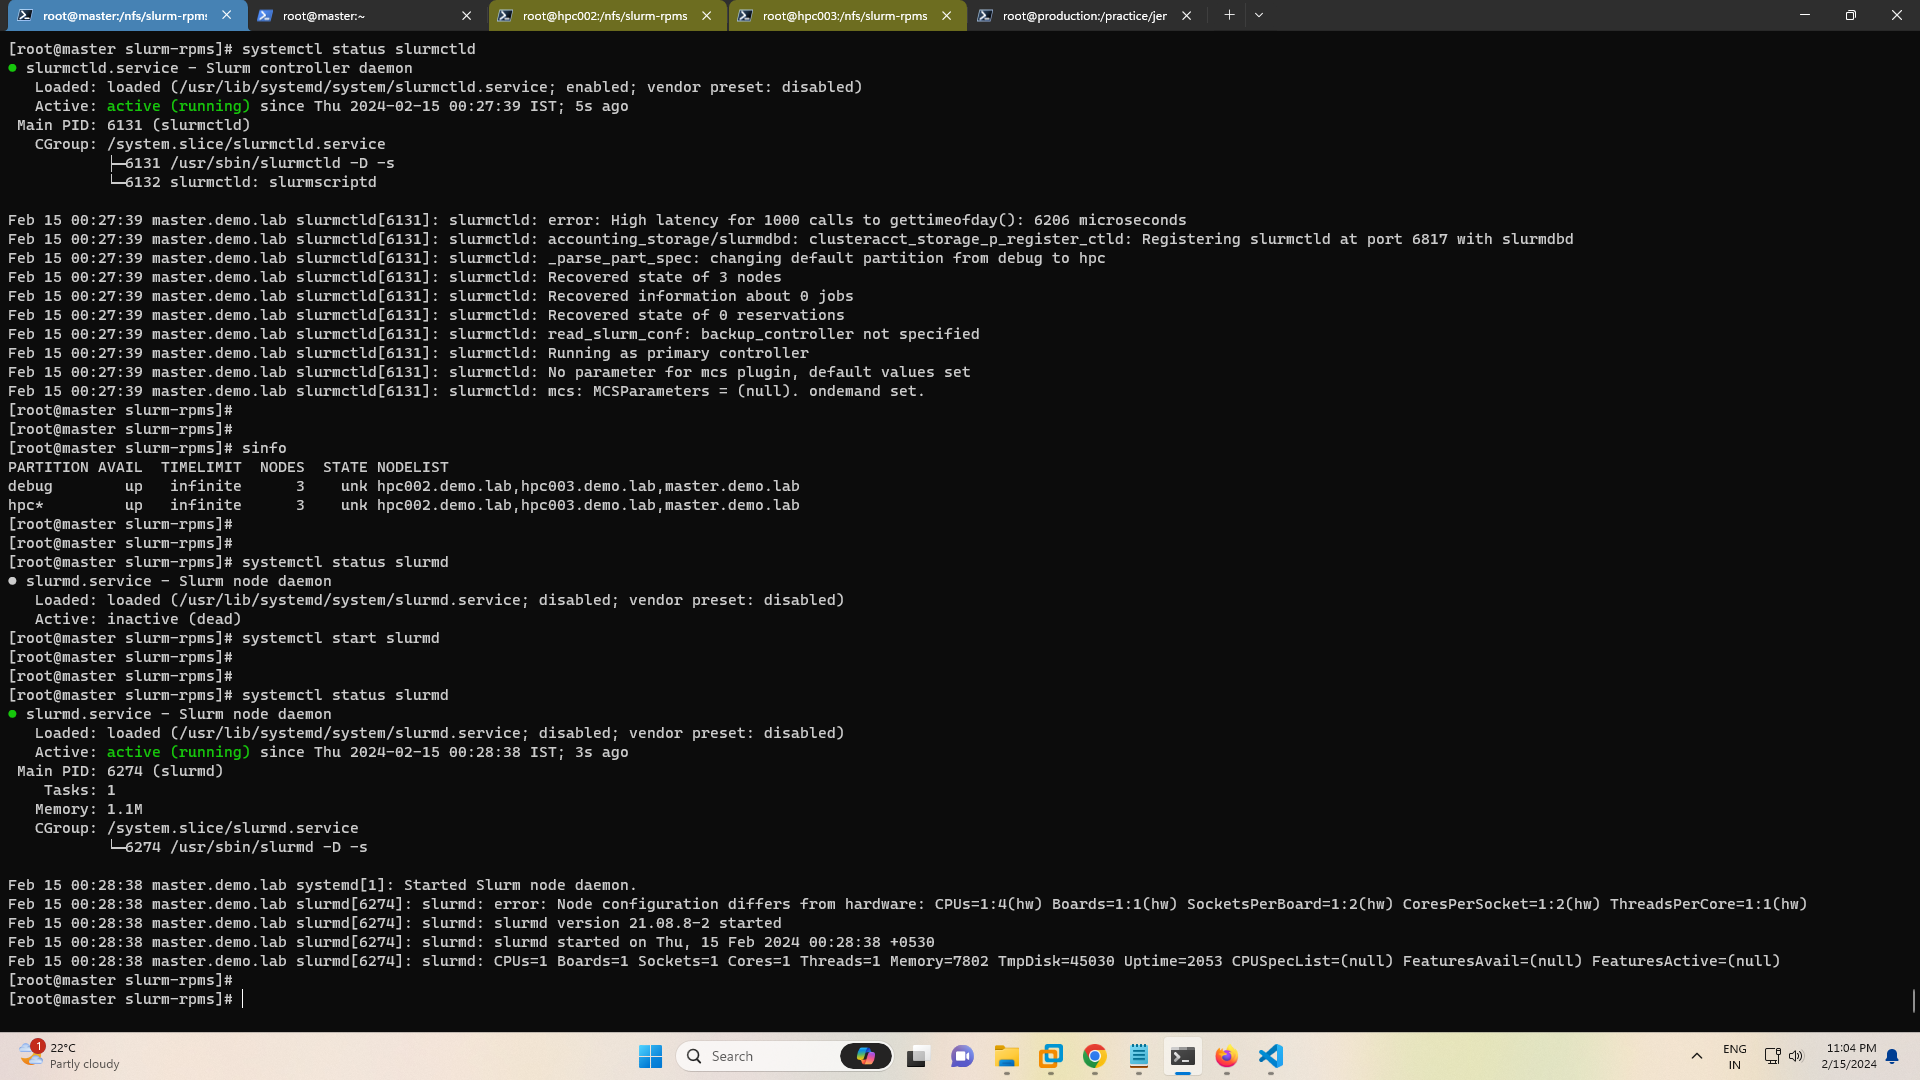 root@master:/nfs/slurm-rpms
root@master:~
root@hpc002:/nfs/slurm-rpms
root@hpc003:/nfs/slurm-rpms
root@production:/practice/jer
[root@master slurm-rpms]# systemctl status slurmctld
● slurmctld.service - Slurm controller daemon
Loaded: loaded (/usr/lib/systemd/system/slurmctld.service; enabled; vendor preset: disabled)
Active: active (running) since Thu 2024-02-15 00:27:39 IST; 5s ago
Main PID: 6131 (slurmctld)
CGroup: /system.slice/slurmctld.service
├─6131 /usr/sbin/slurmctld -D -s
└─6132 slurmctld: slurmscriptd
Feb 15 00:27:39 master.demo.lab slurmctld[6131]: slurmctld: error: High latency for 1000 calls to gettimeofday(): 6206 microseconds
Feb 15 00:27:39 master.demo.lab slurmctld[6131]: slurmctld: accounting_storage/slurmdbd: clusteracct_storage_p_register_ctld: Registering slurmctld at port 6817 with slurmdbd
Feb 15 00:27:39 master.demo.lab slurmctld[6131]: slurmctld: _parse_part_spec: changing default partition from debug to hpc
Feb 15 00:27:39 master.demo.lab slurmctld[6131]: slurmctld: Recovered state of 3 nodes
Feb 15 00:27:39 master.demo.lab slurmctld[6131]: slurmctld: Recovered information about 0 jobs
Feb 15 00:27:39 master.demo.lab slurmctld[6131]: slurmctld: Recovered state of 0 reservations
Feb 15 00:27:39 master.demo.lab slurmctld[6131]: slurmctld: read_slurm_conf: backup_controller not specified
Feb 15 00:27:39 master.demo.lab slurmctld[6131]: slurmctld: Running as primary controller
Feb 15 00:27:39 master.demo.lab slurmctld[6131]: slurmctld: No parameter for mcs plugin, default values set
Feb 15 00:27:39 master.demo.lab slurmctld[6131]: slurmctld: mcs: MCSParameters = (null). ondemand set.
[root@master slurm-rpms]#
[root@master slurm-rpms]#
[root@master slurm-rpms]# sinfo
PARTITION AVAIL  TIMELIMIT  NODES  STATE NODELIST
debug        up   infinite      3    unk hpc002.demo.lab,hpc003.demo.lab,master.demo.lab
hpc*         up   infinite      3    unk hpc002.demo.lab,hpc003.demo.lab,master.demo.lab
[root@master slurm-rpms]#
[root@master slurm-rpms]#
[root@master slurm-rpms]# systemctl status slurmd
● slurmd.service - Slurm node daemon
Loaded: loaded (/usr/lib/systemd/system/slurmd.service; disabled; vendor preset: disabled)
Active: inactive (dead)
[root@master slurm-rpms]# systemctl start slurmd
[root@master slurm-rpms]#
[root@master slurm-rpms]#
[root@master slurm-rpms]# systemctl status slurmd
● slurmd.service - Slurm node daemon
Loaded: loaded (/usr/lib/systemd/system/slurmd.service; disabled; vendor preset: disabled)
Active: active (running) since Thu 2024-02-15 00:28:38 IST; 3s ago
Main PID: 6274 (slurmd)
Tasks: 1
Memory: 1.1M
CGroup: /system.slice/slurmd.service
└─6274 /usr/sbin/slurmd -D -s
Feb 15 00:28:38 master.demo.lab systemd[1]: Started Slurm node daemon.
Feb 15 00:28:38 master.demo.lab slurmd[6274]: slurmd: error: Node configuration differs from hardware: CPUs=1:4(hw) Boards=1:1(hw) SocketsPerBoard=1:2(hw) CoresPerSocket=1:2(hw) ThreadsPerCore=1:1(hw)
Feb 15 00:28:38 master.demo.lab slurmd[6274]: slurmd: slurmd version 21.08.8-2 started
Feb 15 00:28:38 master.demo.lab slurmd[6274]: slurmd: slurmd started on Thu, 15 Feb 2024 00:28:38 +0530
Feb 15 00:28:38 master.demo.lab slurmd[6274]: slurmd: CPUs=1 Boards=1 Sockets=1 Cores=1 Threads=1 Memory=7802 TmpDisk=45030 Uptime=2053 CPUSpecList=(null) FeaturesAvail=(null) FeaturesActive=(null)
[root@master slurm-rpms]#
[root@master slurm-rpms]#
1
22°C
Partly cloudy
Search
ENG
IN
11:04 PM
2/15/2024